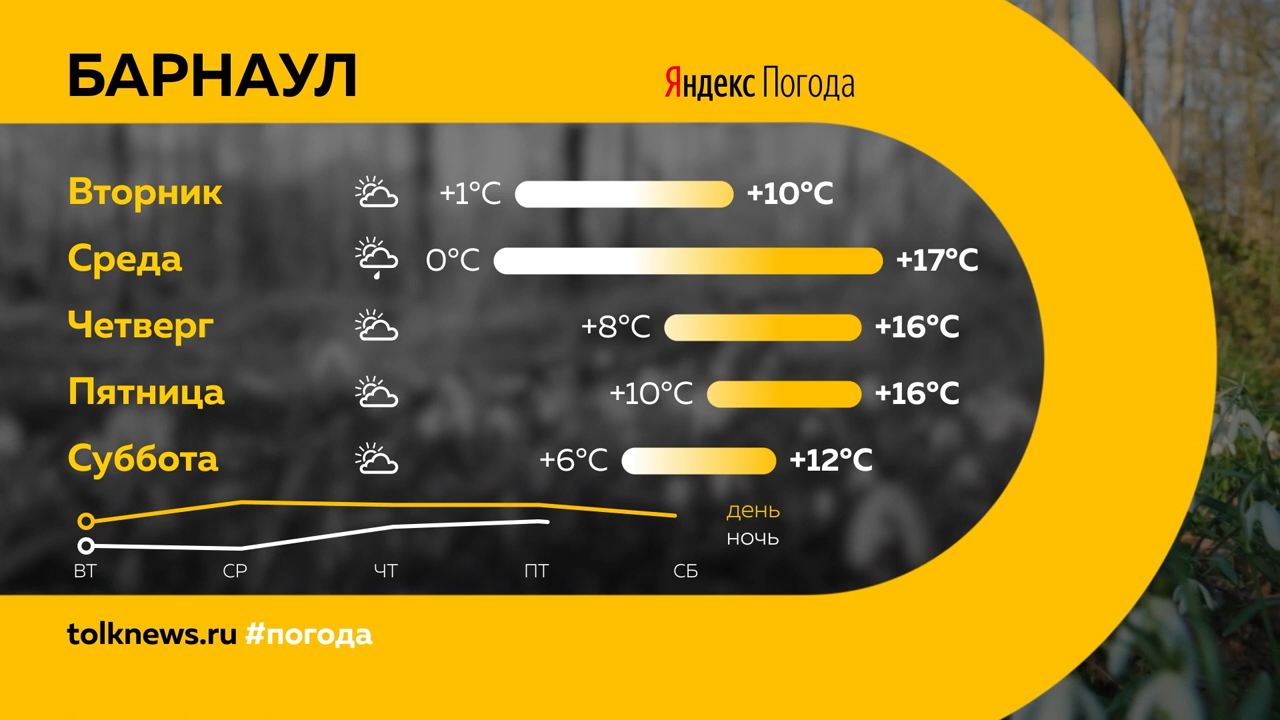 БАРНАУЛ
Яндекс Погода
Вторник +1°C +10°C
Среда 0°C +17°C
Четверг +8°C +16°C
Пятница +10°C +16°C
Суббота +6°C +12°C
день
ночь
ВТ СР ЧТ ПТ СБ
tolknews.ru #погода